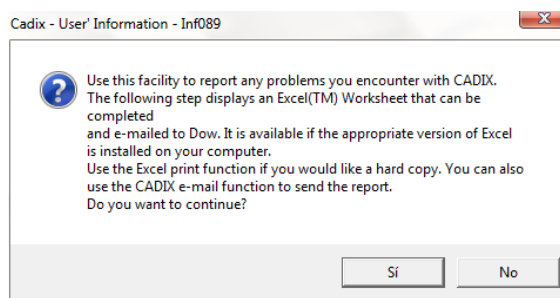 Cadix - User' Information - Inf089
Use this facility to report any problems you encounter with CADIX.
The following step displays an Excel(TM) Worksheet that can be
completed
and e-mailed to Dow. It is available if the appropriate version of Excel
is installed on your computer.
Use the Excel print function if you would like a hard copy. You can also
use the CADIX e-mail function to send the report.
Do you want to continue?
Sí
No